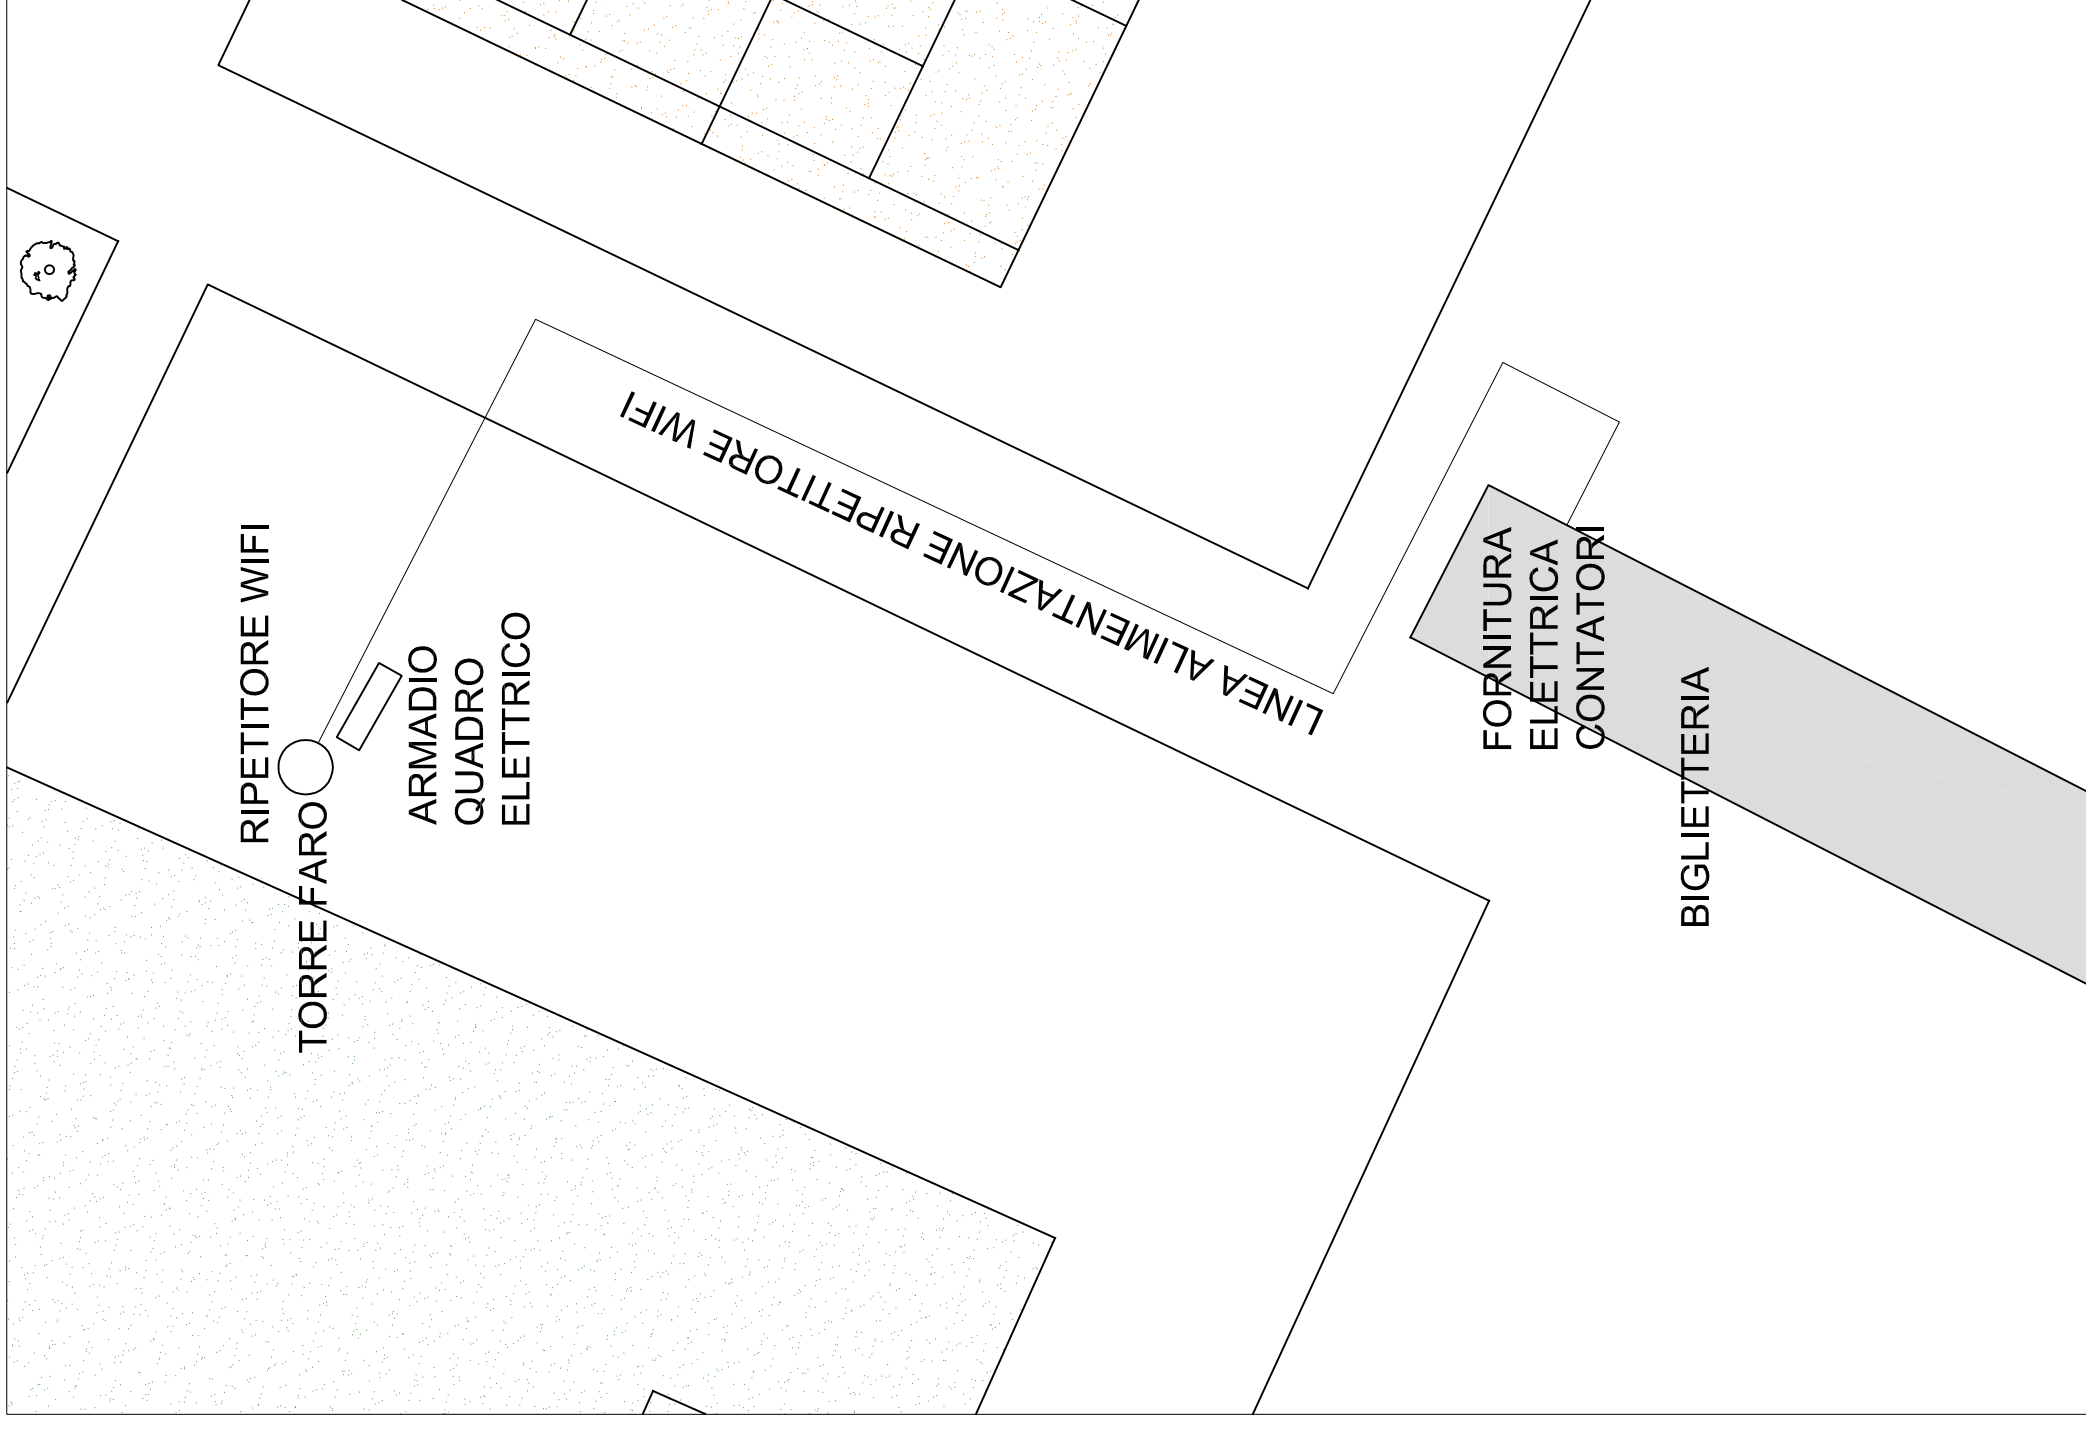 RIPETITORE WIFI
TORRE FARO
ARMADIO
QUADRO
ELETTRICO
LINEA ALIMENTAZIONE RIPETITORE WIFI
FORNITURA
ELETTRICA
CONTATORI
BIGLIETTERIA